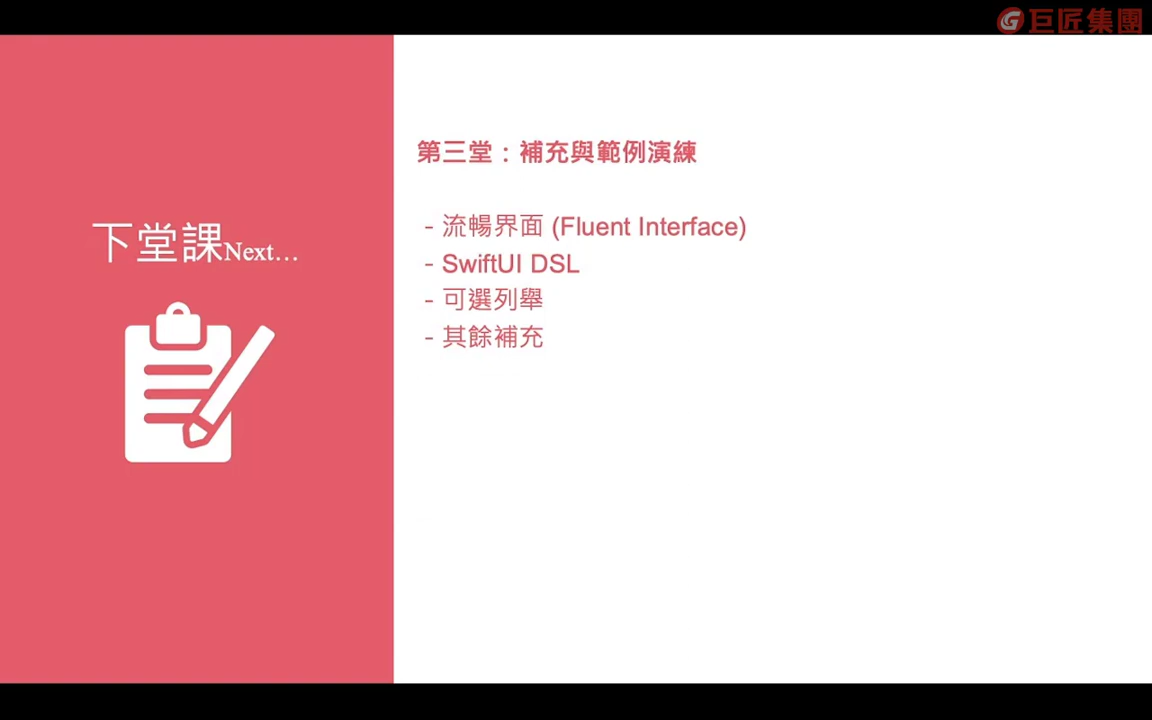 巨匠集團
下堂課Next…
第三堂：補充與範例演練
- 流暢界面 (Fluent Interface)
- SwiftUI DSL
- 可選列舉
- 其餘補充